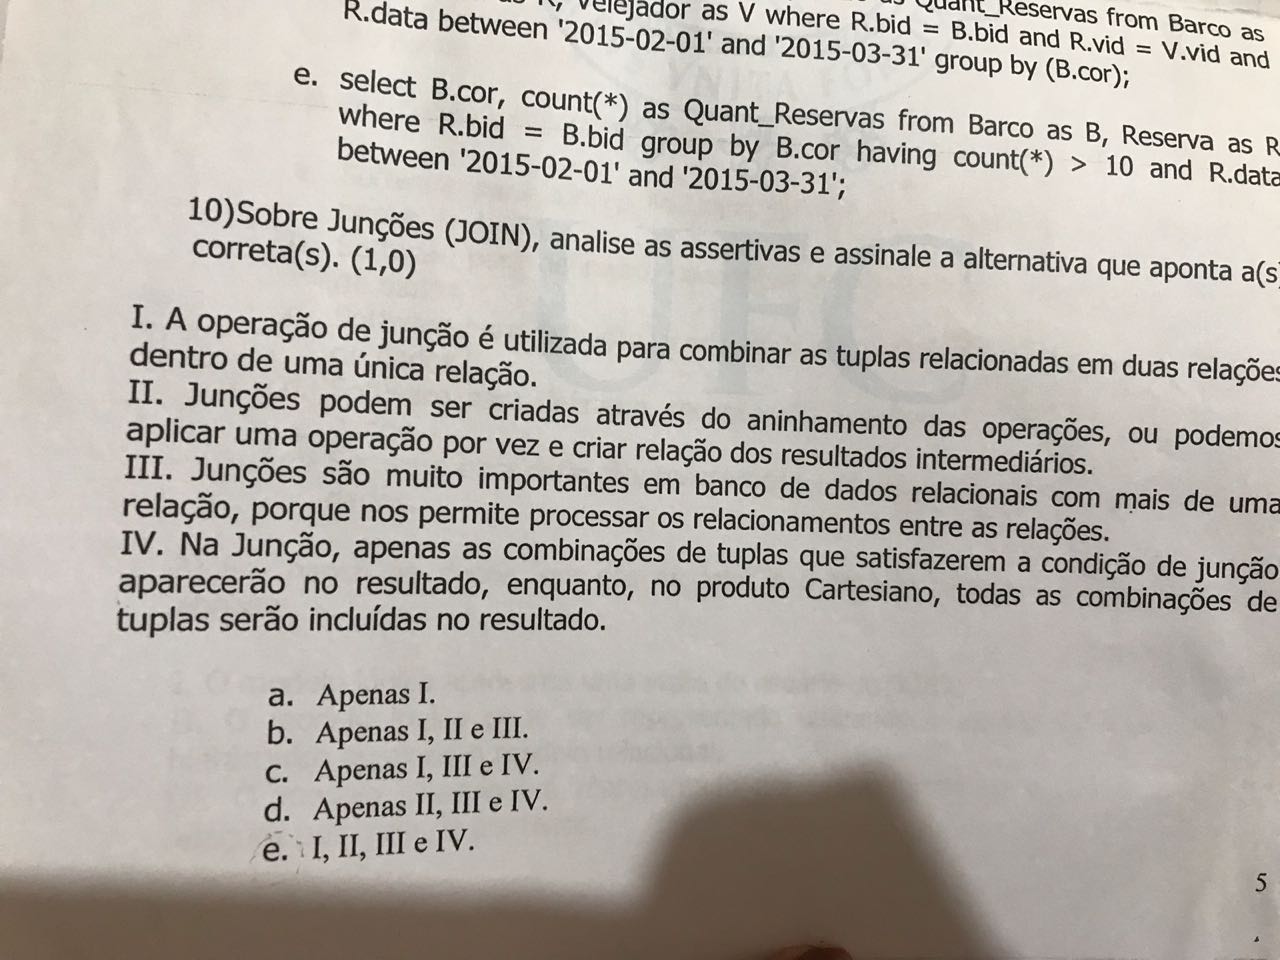 R, Velejador as V where R.bid = B.bid and R.vid = V.vid and
Quant_Reservas from Barco as
R.data between '2015-02-01' and '2015-03-31' group by (B.cor);
e. select B.cor, count(*) as Quant_Reservas from Barco as B, Reserva as R
where R.bid = B.bid group by B.cor having count(*) > 10 and R.data
between '2015-02-01' and '2015-03-31';
10)Sobre Junções (JOIN), analise as assertivas e assinale a alternativa que aponta a(s)
correta(s). (1,0)
I. A operação de junção é utilizada para combinar as tuplas relacionadas em duas relações
dentro de uma única relação.
II. Junções podem ser criadas através do aninhamento das operações, ou podemos
aplicar uma operação por vez e criar relação dos resultados intermediários.
III. Junções são muito importantes em banco de dados relacionais com mais de uma
relação, porque nos permite processar os relacionamentos entre as relações.
IV. Na Junção, apenas as combinações de tuplas que satisfazerem a condição de junção
aparecerão no resultado, enquanto, no produto Cartesiano, todas as combinações de
tuplas serão incluídas no resultado.
a. Apenas I.
b. Apenas I, II e III.
c. Apenas I, III e IV.
d. Apenas II, III e IV.
e. I, II, III e IV.
5
UFC